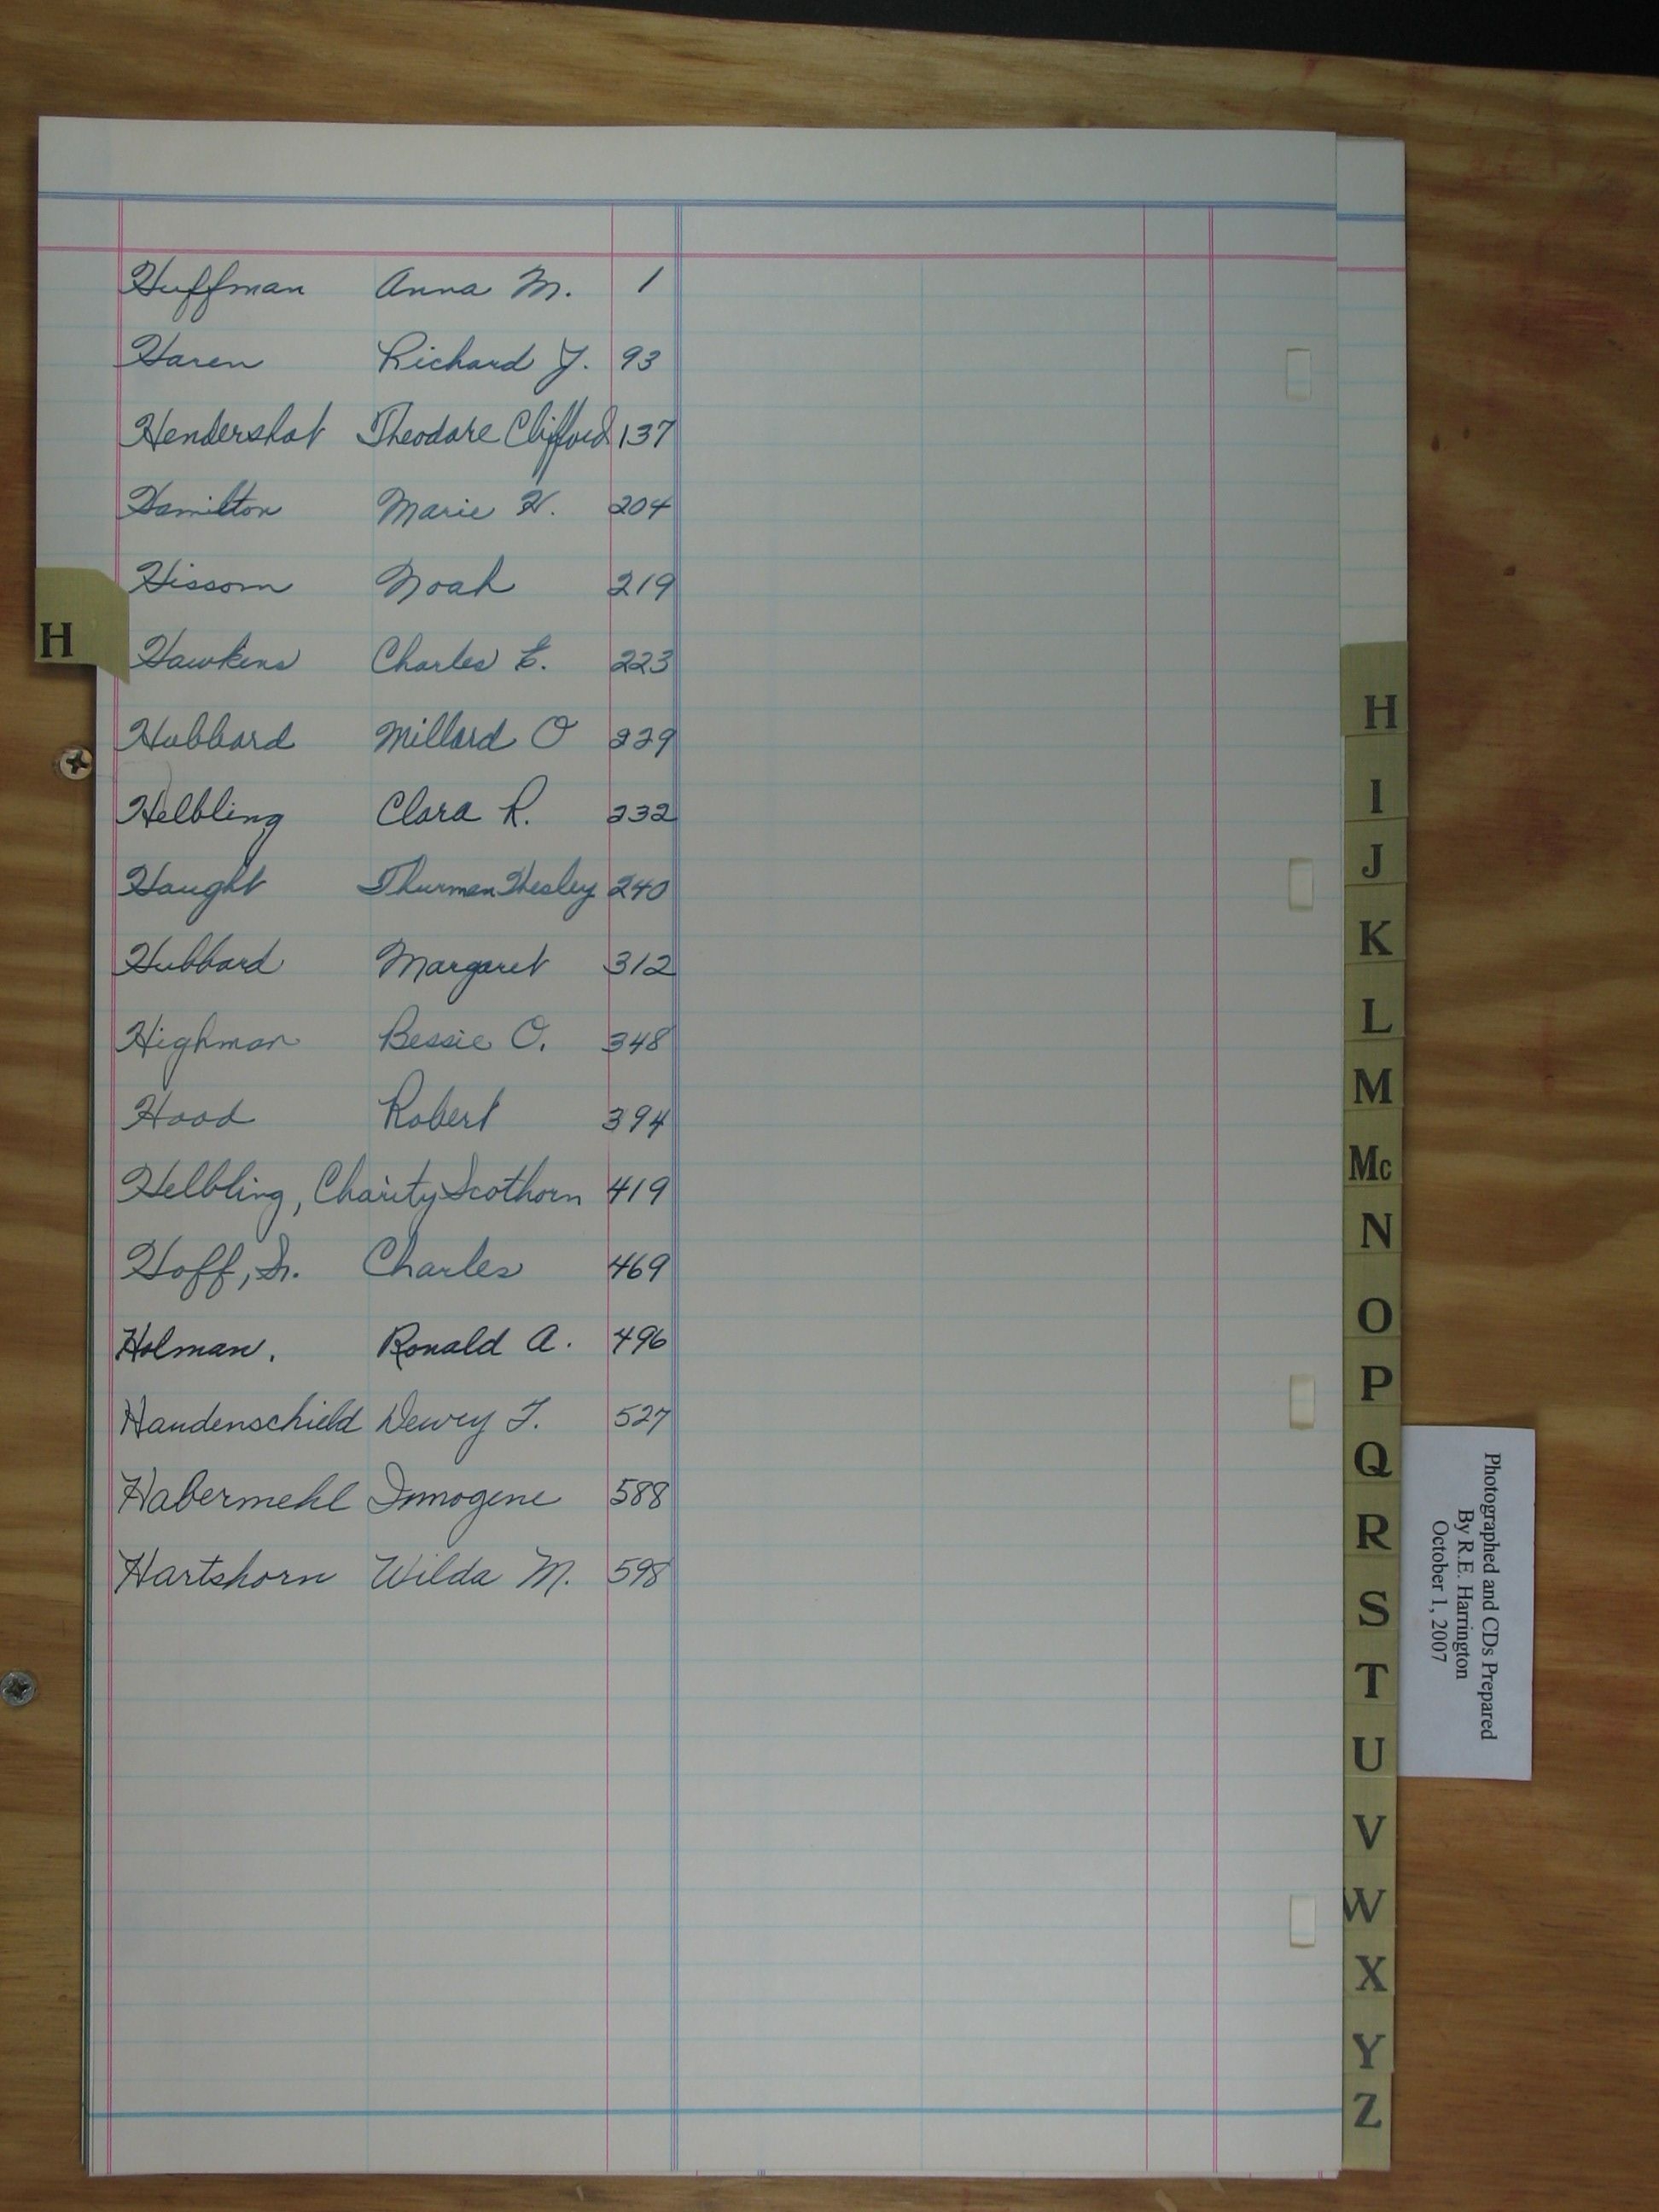 Huffman Anna M. 1
Haren Richard Y. 93
Hendershot Theodore Clifford 137
Hamilton Marie H. 204
Hissom Noah 219
Hawkins Charles E. 223
Hubbard Millard O 229
Helbling Clara R. 232
Haught Thurman Wesley 240
Hubbard Margaret 312
Highman Bessie O. 348
Hood Robert 394
Helbling, Charity Scothorn 419
Hoff, Sr. Charles 469
Holman. Ronald A. 496
Haudenschield Dewey F. 527
Habermehl Imogene 588
Hartshorn Wilda M. 598
H
H
I
J
K
L
M
Mc
N
O
P
Q
R
S
T
U
V
W
X
Y
Z
Photographed and CDs Prepared
By R.E. Harrington
October 1, 2007